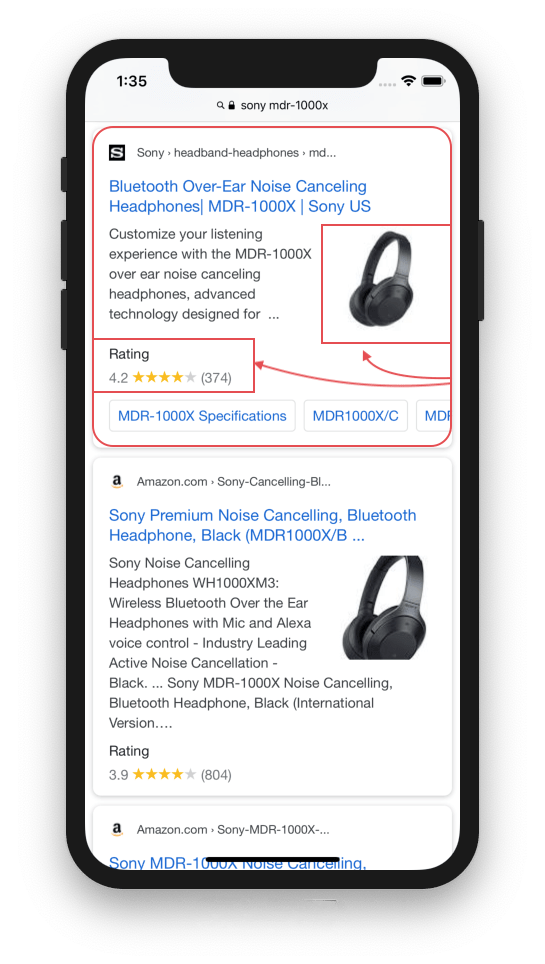 1:35
sony mdr-1000x
S Sony › headband-headphones › md...
Bluetooth Over-Ear Noise Canceling
Headphones| MDR-1000X | Sony US
Customize your listening
experience with the MDR-1000X
over ear noise canceling
headphones, advanced
technology designed for ...
Rating
4.2 ★★★★★ (374)
MDR-1000X Specifications MDR1000X/C
a Amazon.com › Sony-Cancelling-Bl...
Sony Premium Noise Cancelling, Bluetooth
Headphone, Black (MDR1000X/B ...
Sony Noise Cancelling
Headphones WH1000XM3:
Wireless Bluetooth Over the Ear
Headphones with Mic and Alexa
voice control - Industry Leading
Active Noise Cancellation -
Black. ... Sony MDR-1000X Noise Cancelling,
Bluetooth Headphone, Black (International
Version….
Rating
3.9 ★★★★★ (804)
a Amazon.com › Sony-MDR-1000X-...
Sony MDR-1000X Noise Cancelling,